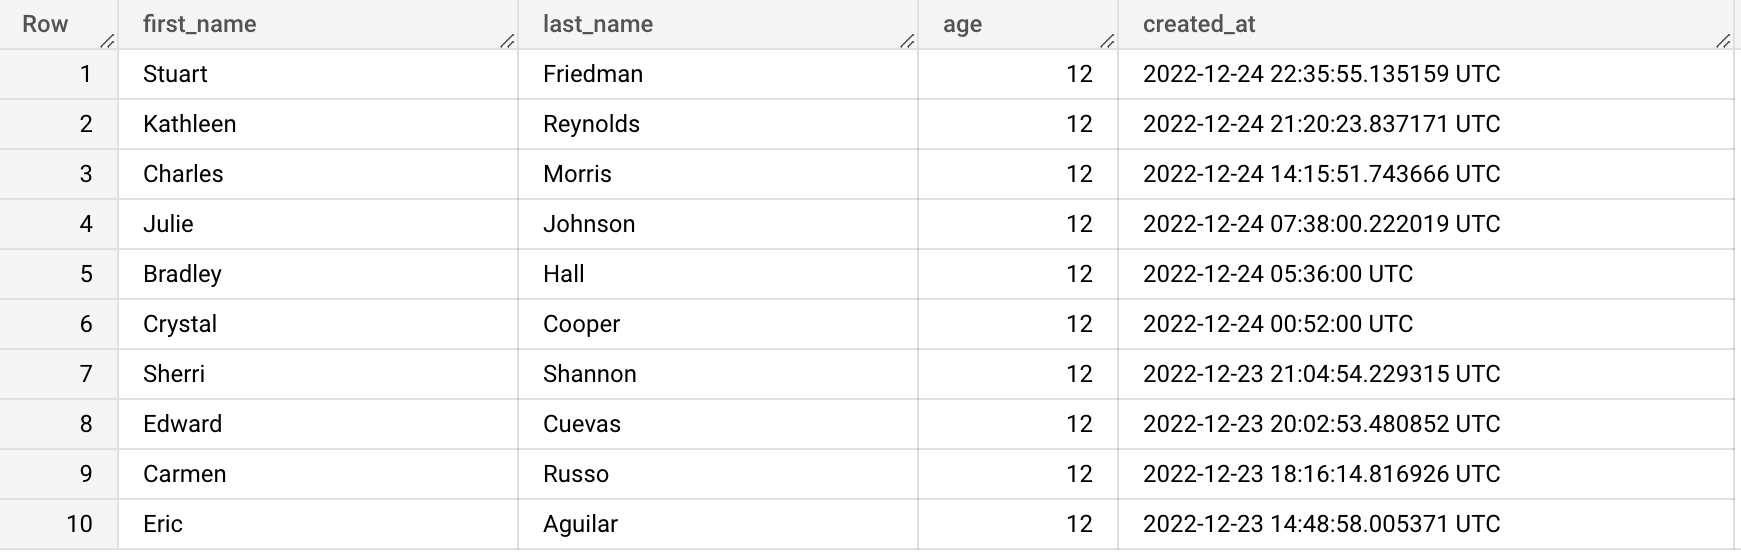 Row first_name last_name age created_at
1 Stuart Friedman 12 2022-12-24 22:35:55.135159 UTC
2 Kathleen Reynolds 12 2022-12-24 21:20:23.837171 UTC
3 Charles Morris 12 2022-12-24 14:15:51.743666 UTC
4 Julie Johnson 12 2022-12-24 07:38:00.222019 UTC
5 Bradley Hall 12 2022-12-24 05:36:00 UTC
6 Crystal Cooper 12 2022-12-24 00:52:00 UTC
7 Sherri Shannon 12 2022-12-23 21:04:54.229315 UTC
8 Edward Cuevas 12 2022-12-23 20:02:53.480852 UTC
9 Carmen Russo 12 2022-12-23 18:16:14.816926 UTC
10 Eric Aguilar 12 2022-12-23 14:48:58.005371 UTC